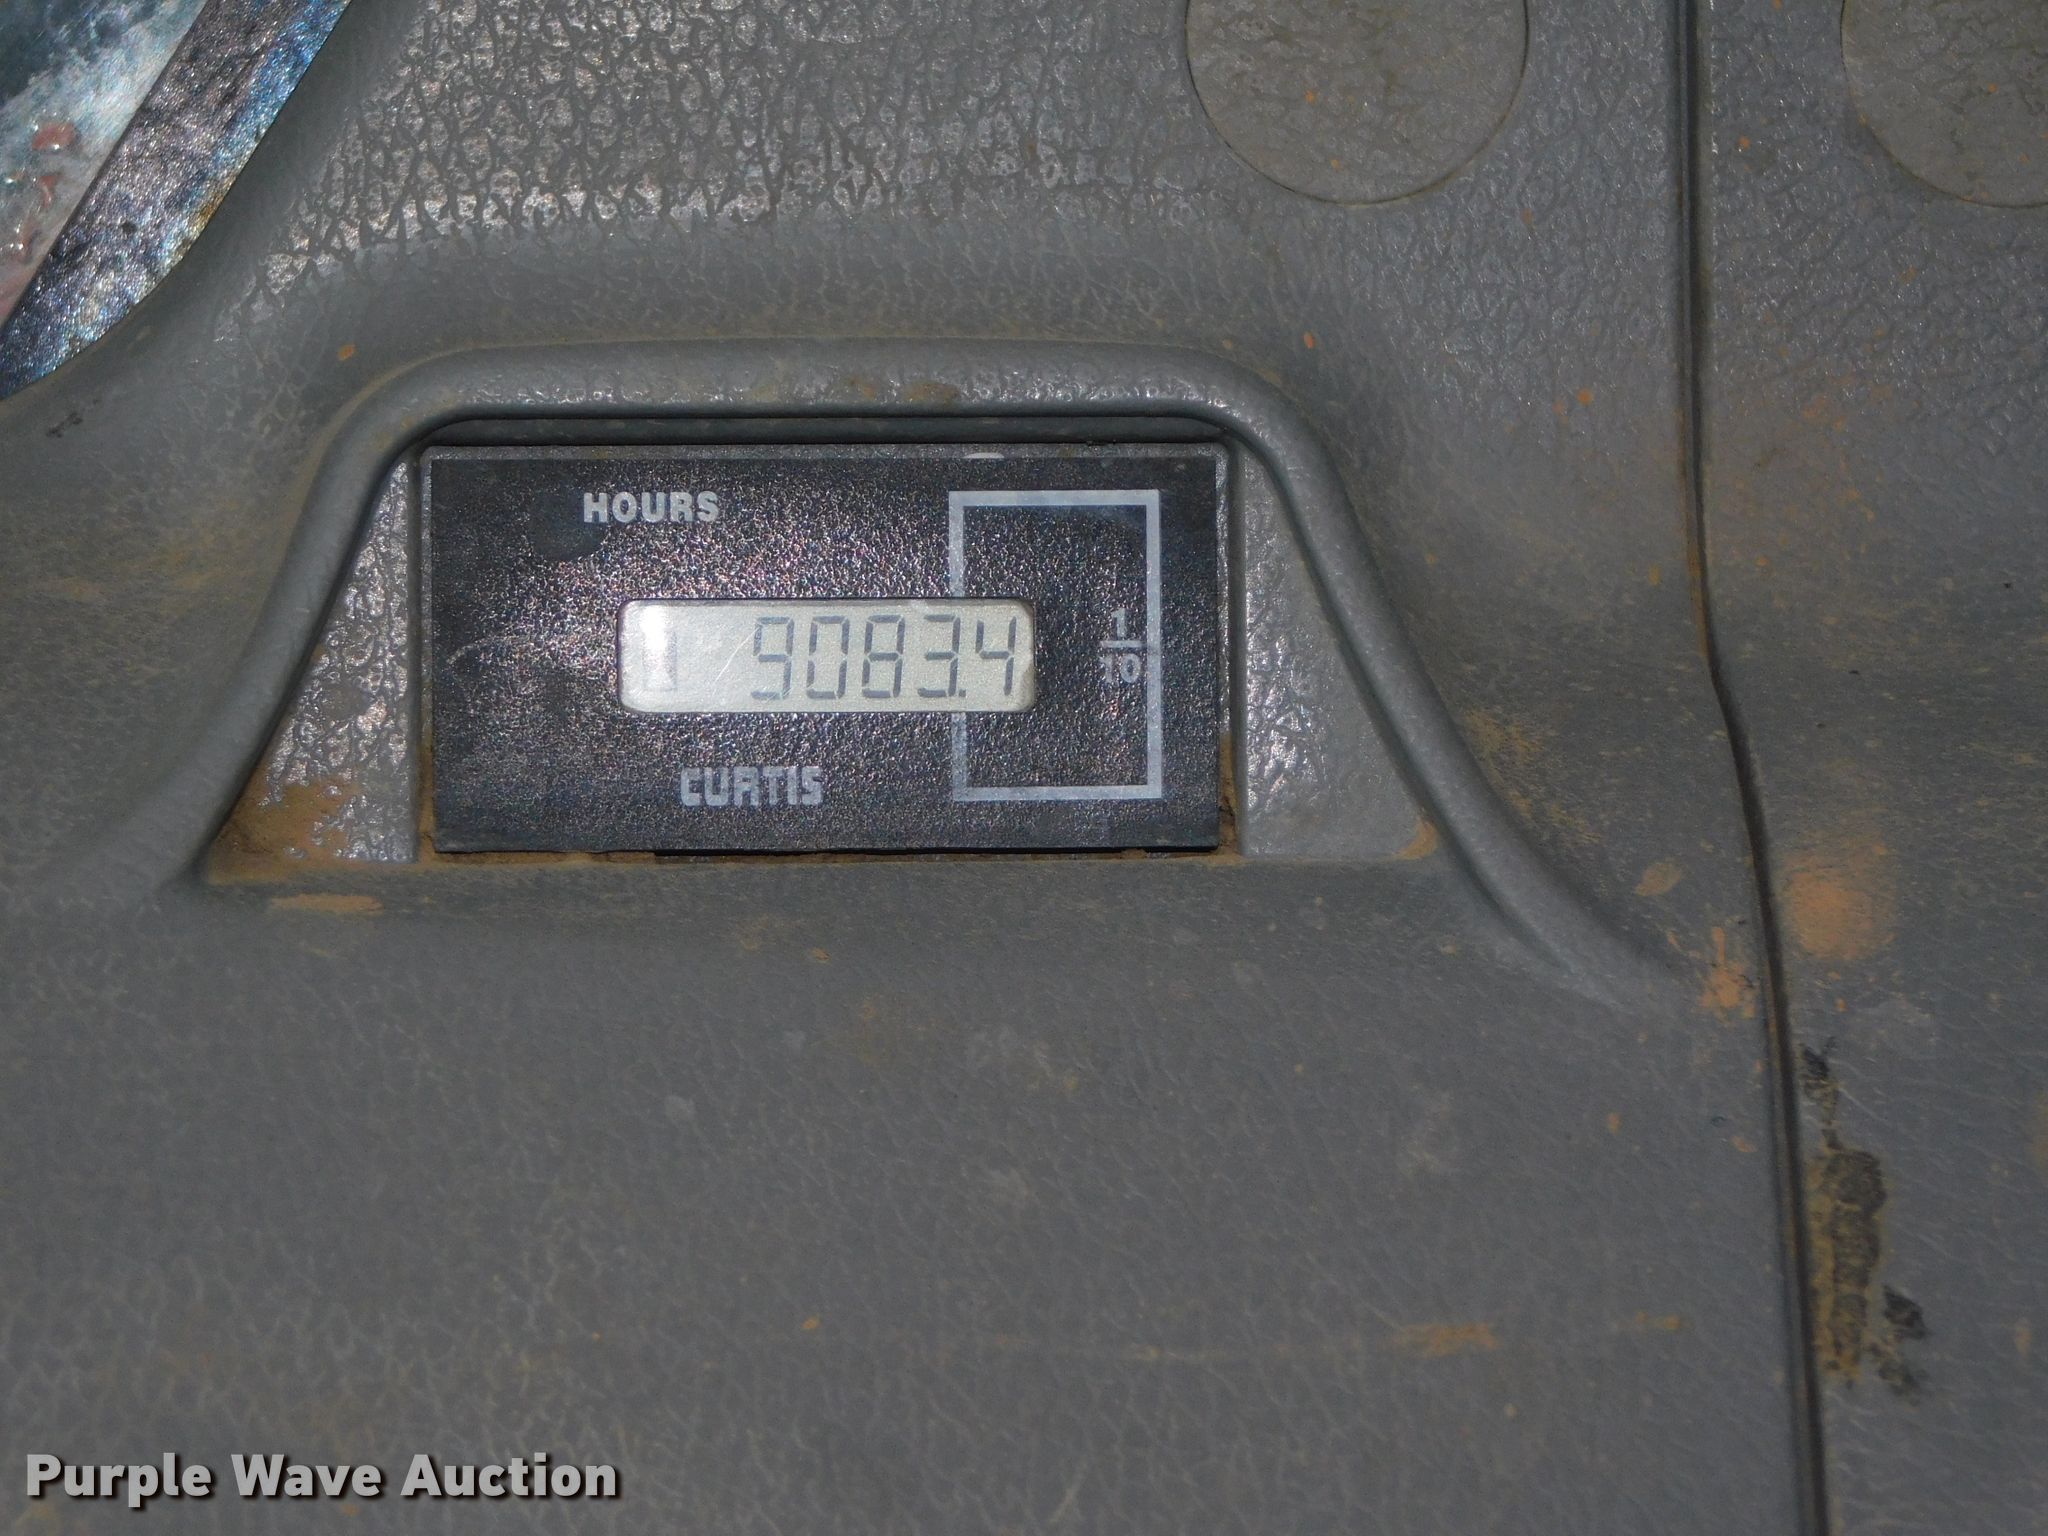 HOURS
9083.4
1
10
CURTIS
Purple Wave Auction